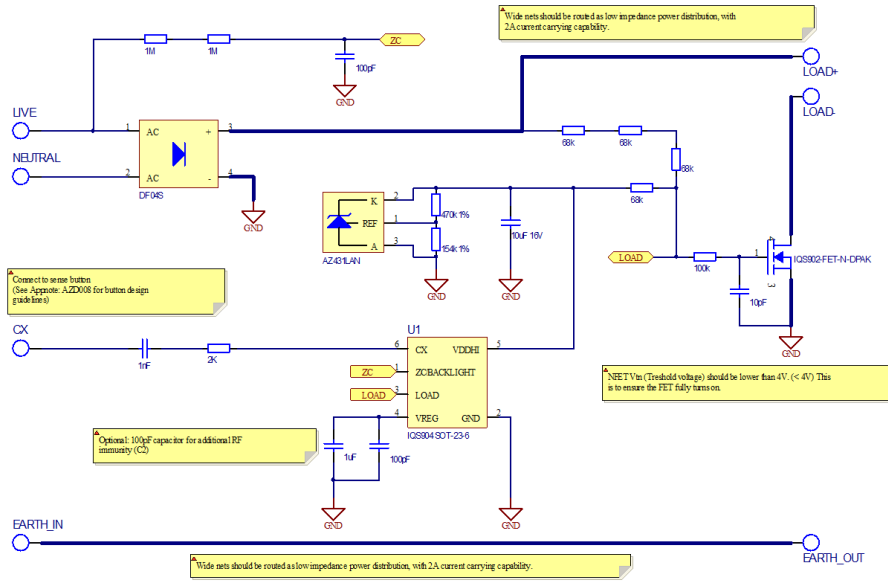 Wide nets should be routed as low impedance power distribution, with
2A current carrying capability.
ZC
1M
1M
100pF
GND
LOAD+
LOAD-
LIVE
1
AC
+
3
NEUTRAL
2
AC
-
4
DF04S
GND
68k
68k
68k
68k
K
2
REF
1
A
3
AZ431LAN
470k 1%
154k 1%
GND
10uF 16V
GND
LOAD
100k
1
4
3
IQS902-FET-N-DPAK
10pF
GND
Connect to sense button
(See Appnote: AZD008 for button design
guidelines)
CX
1nF
2K
U1
6
CX
VDDHI
5
ZC
1
ZC/BACKLIGHT
LOAD
3
LOAD
4
VREG
GND
2
IQS904 SOT-23-6
NFET Vtn (Treshold voltage) should be lower than 4V. (< 4V) This
is to ensure the FET fully turns on.
Optional: 100pF capacitor for additional RF
immunity (C2)
1uF
100pF
GND
GND
EARTH_IN
EARTH_OUT
Wide nets should be routed as low impedance power distribution, with 2A current carrying capability.